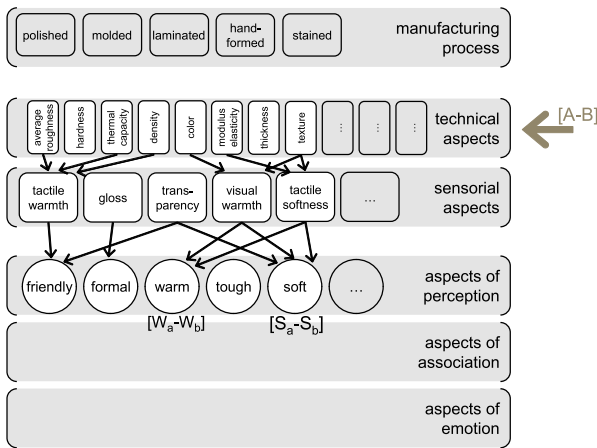 polished
molded
laminated
hand-
formed
stained
manufacturing
process
average
roughness
hardness
thermal
capacity
density
color
modulus
elasticity
thickness
texture
...
...
...
technical
aspects
[A-B]
tactile
warmth
gloss
trans-
parency
visual
warmth
tactile
softness
...
sensorial
aspects
friendly
formal
warm
tough
soft
...
aspects of
perception
[Wa-Wb]
[Sa-Sb]
aspects of
association
aspects of
emotion